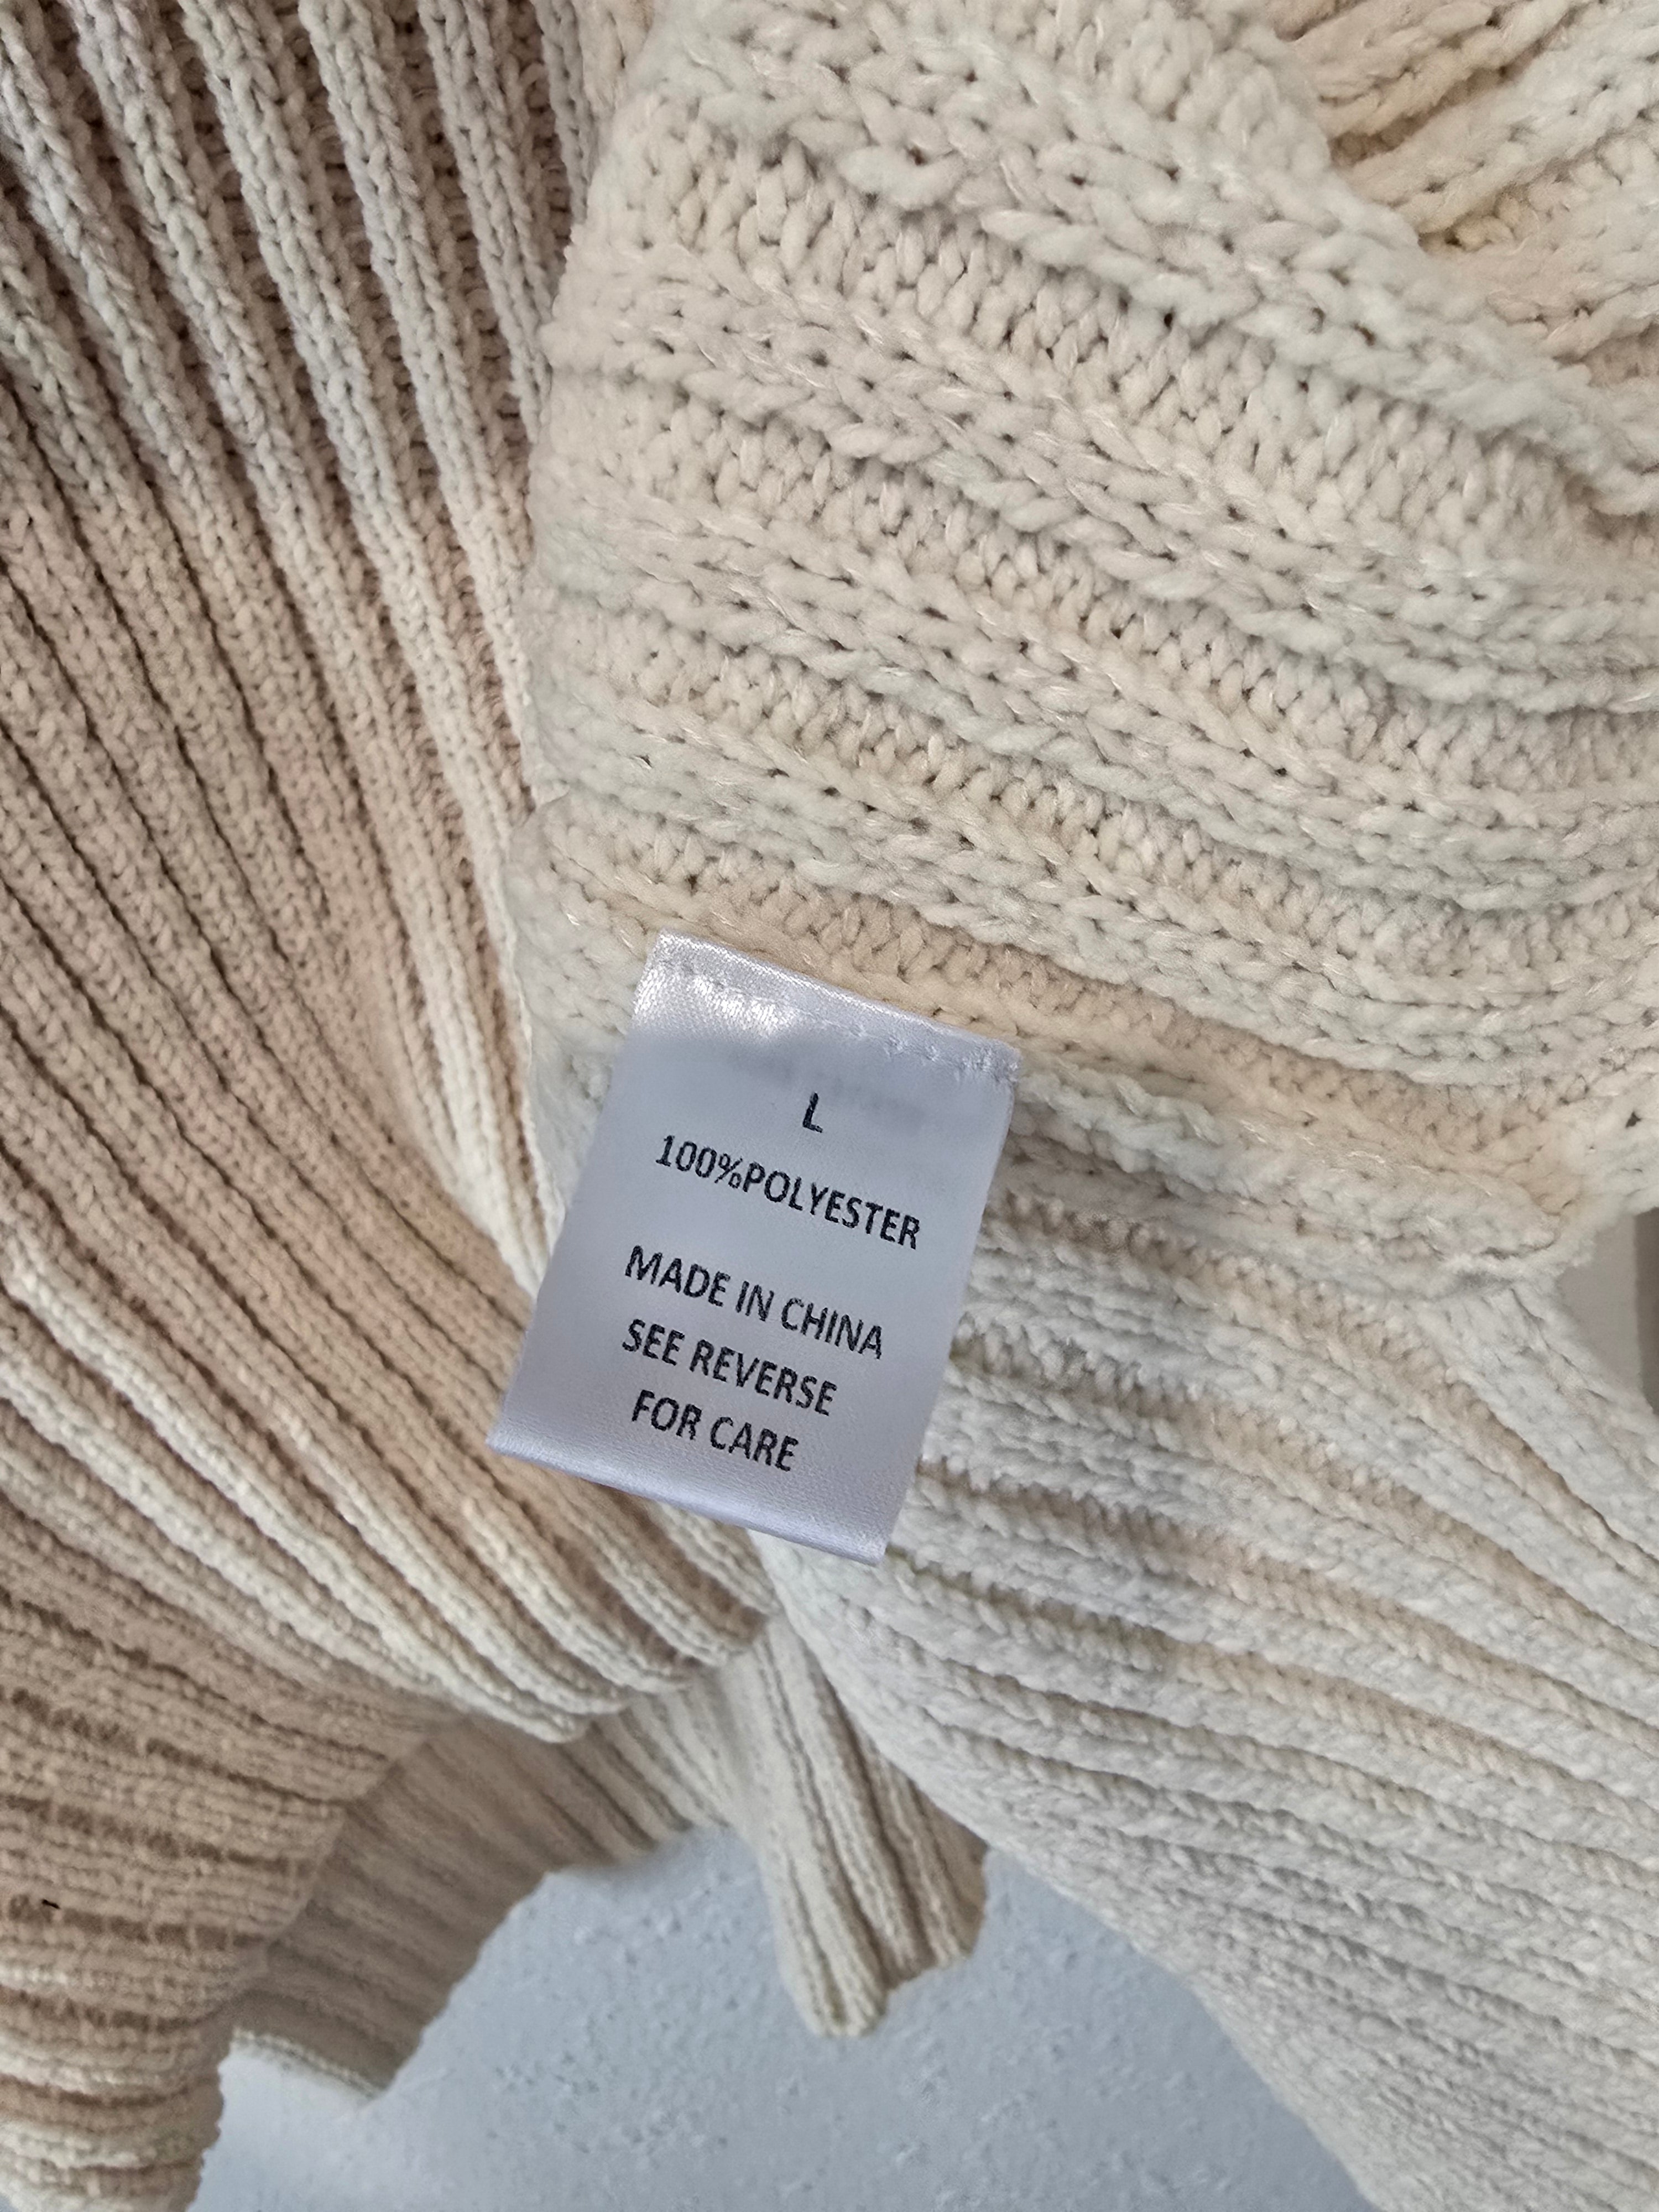 L
100%POLYESTER
MADE IN CHINA
SEE REVERSE
FOR CARE